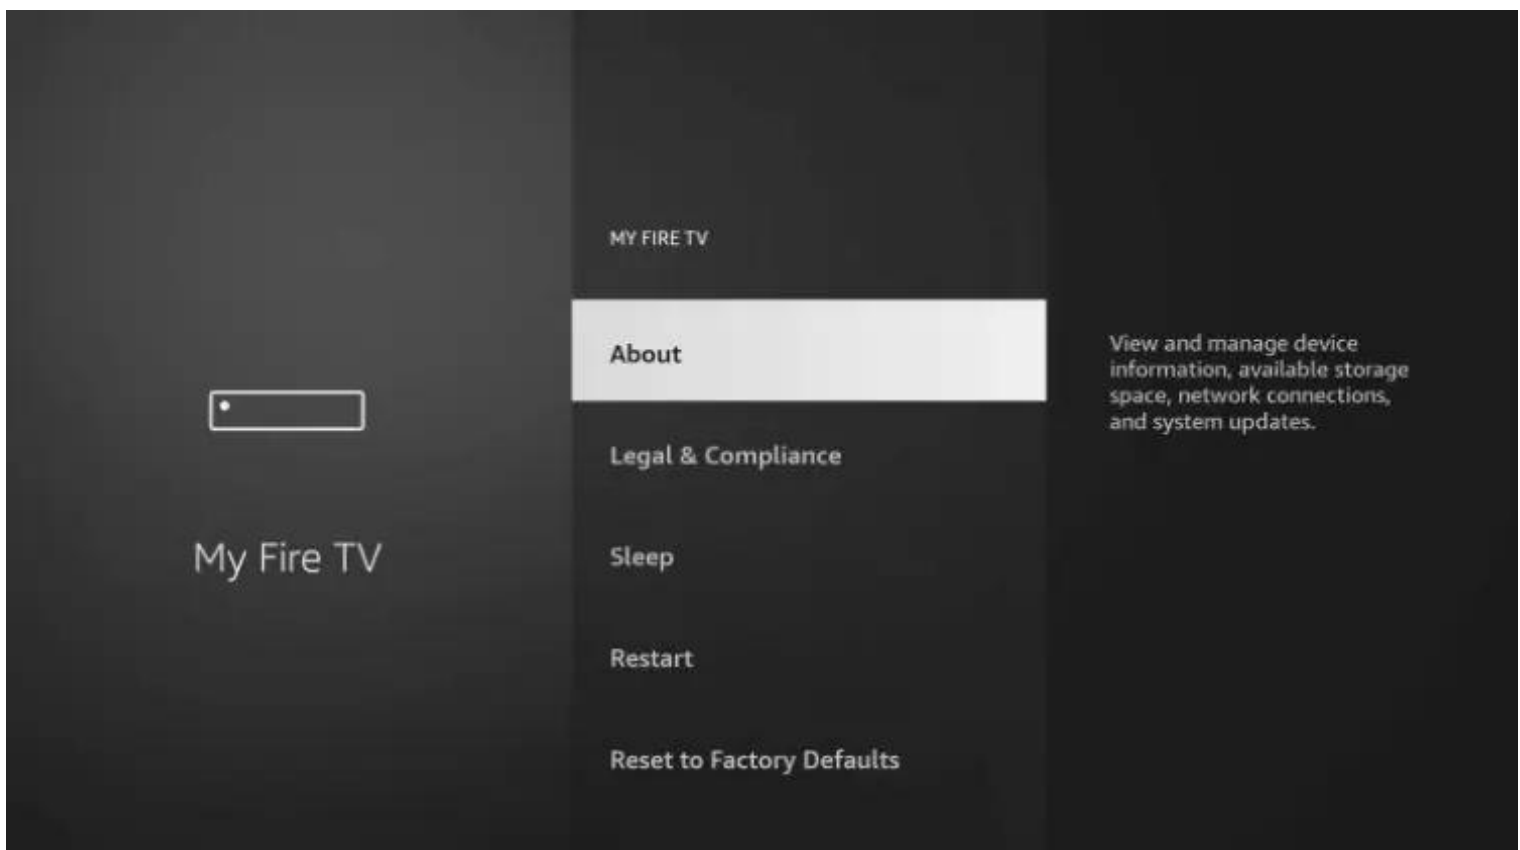 My Fire TV
MY FIRE TV
About
Legal & Compliance
Sleep
Restart
Reset to Factory Defaults
View and manage device
information, available storage
space, network connections,
and system updates.